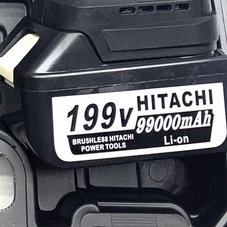 199v HITACHI
99000mAh
BRUSHLE88 HITACHI
POWER TOOLS
Li-on